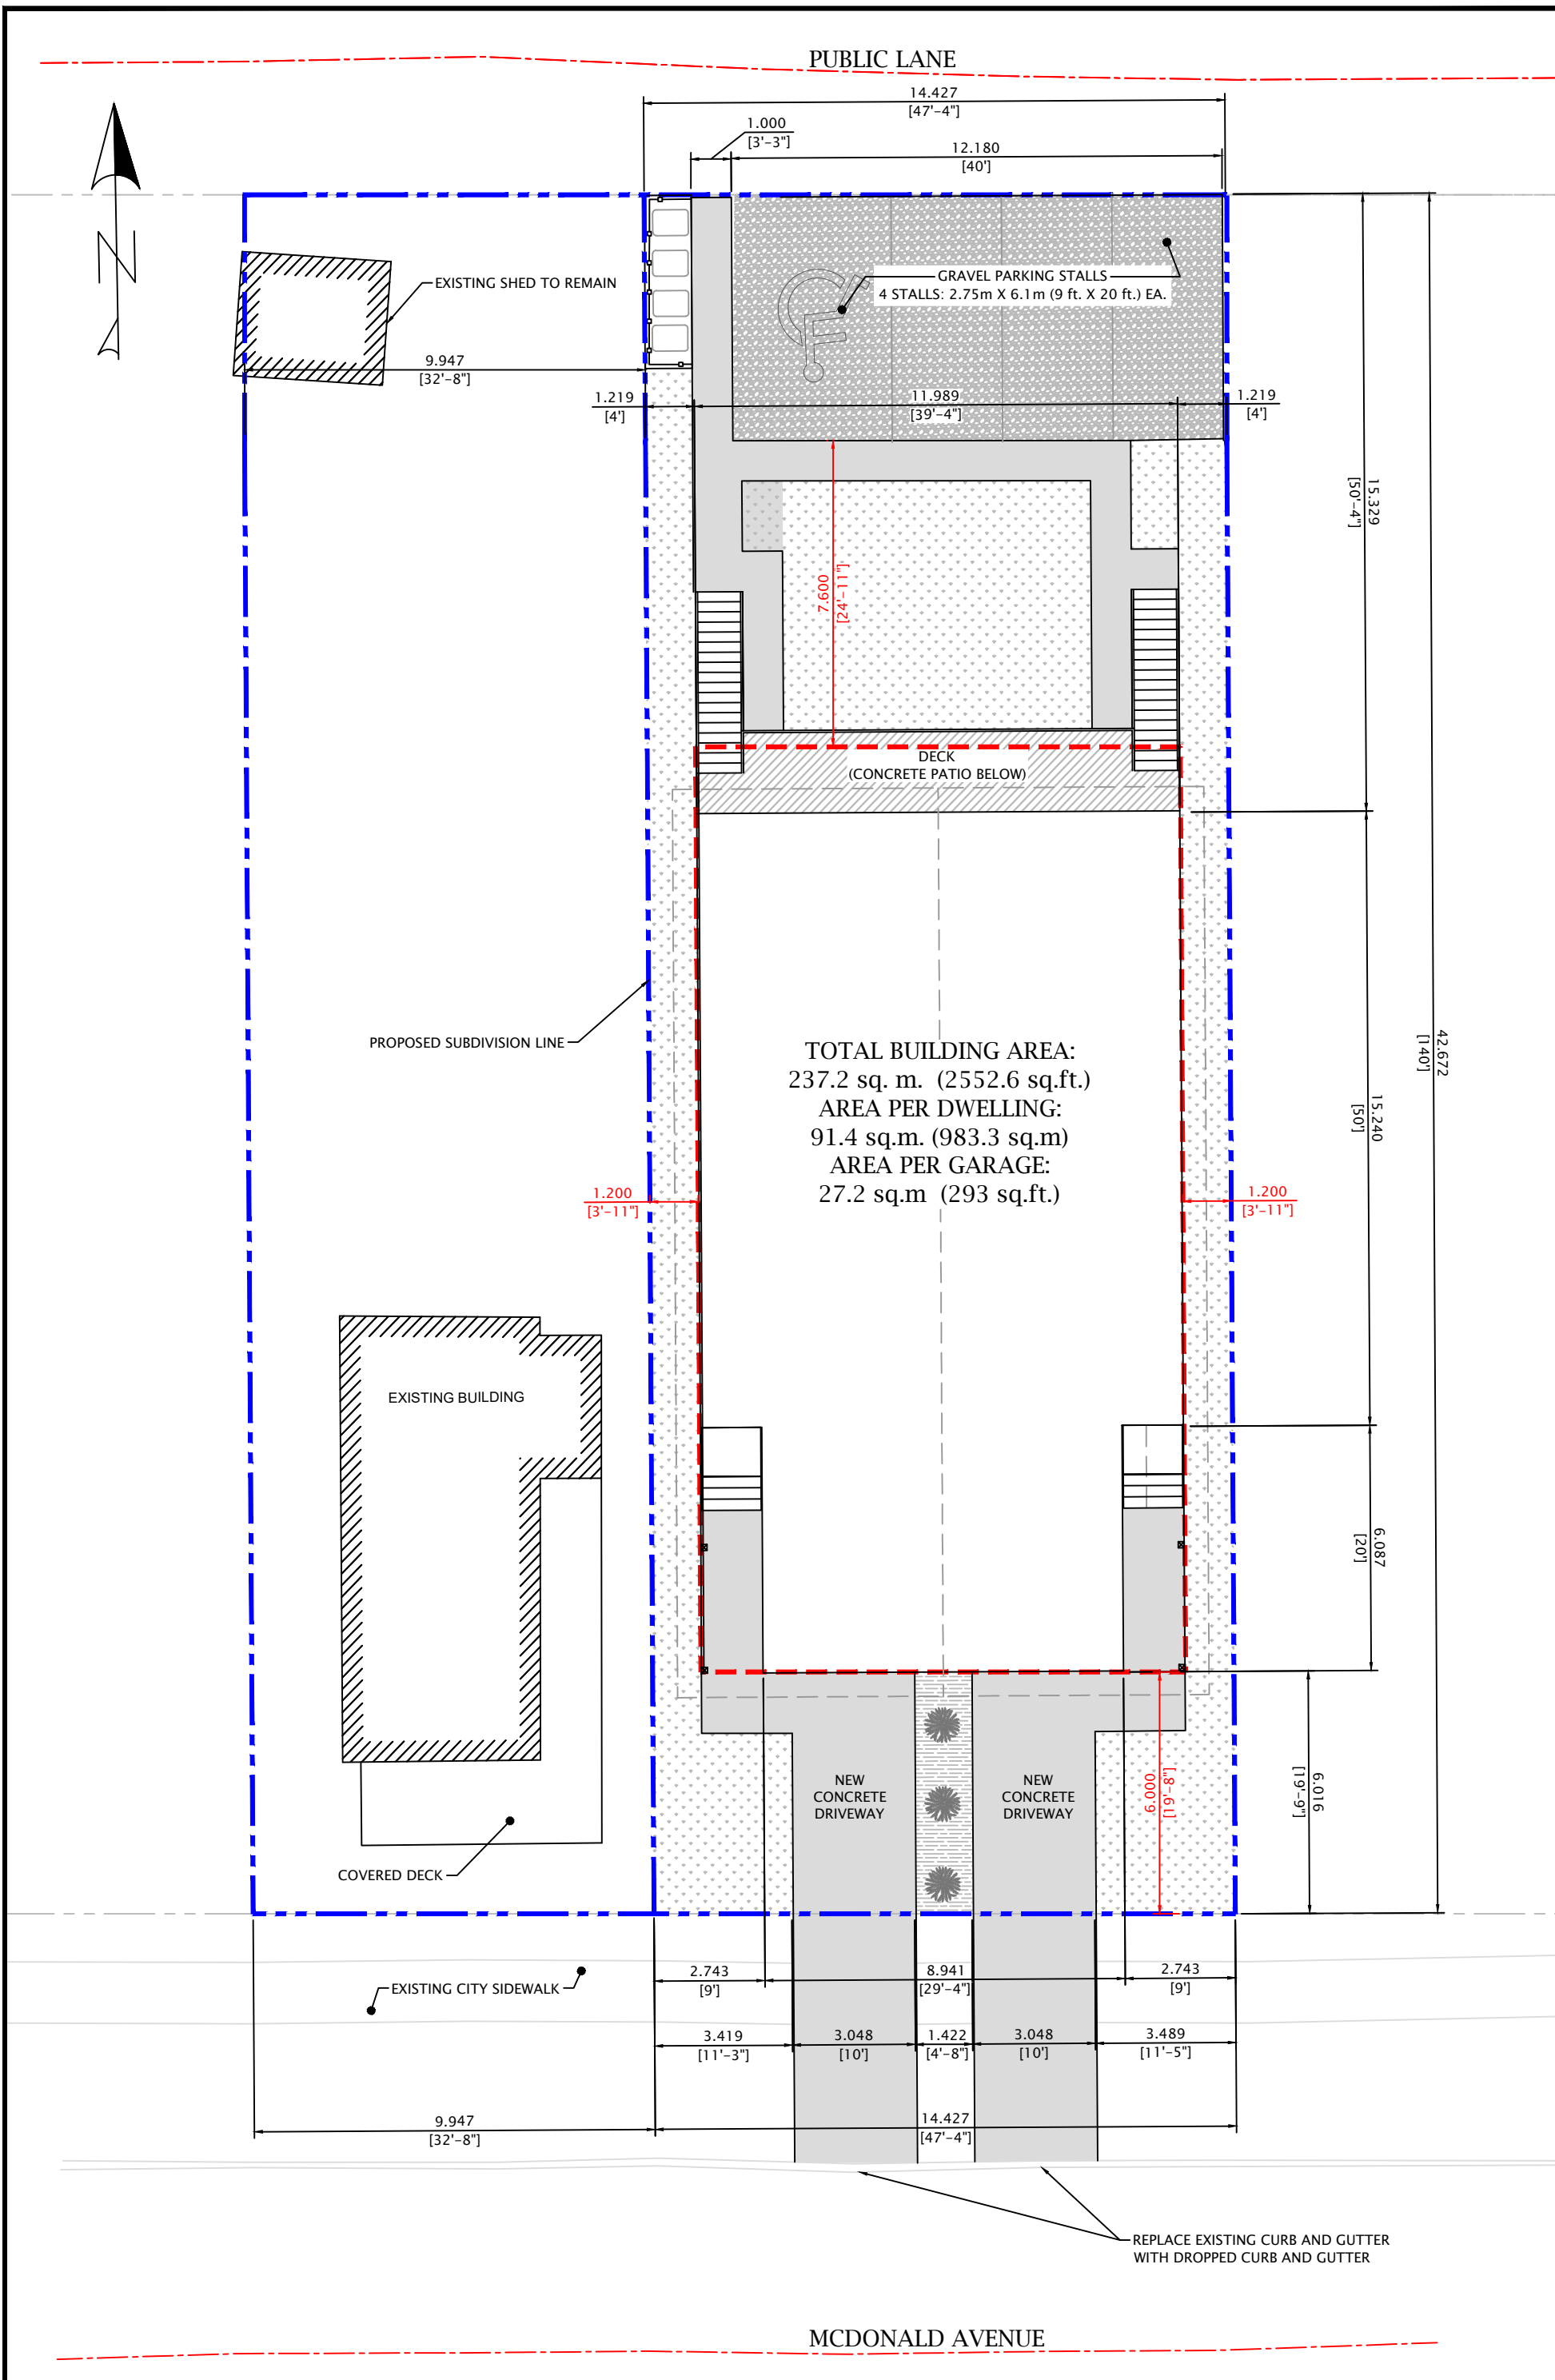 PUBLIC LANE
14.427
[47'-4"]
1.000
[3'-3"]
12.180
[40']
N
EXISTING SHED TO REMAIN
GRAVEL PARKING STALLS
4 STALLS: 2.75m X 6.1m (9 ft. X 20 ft.) EA.
9.947
[32'-8"]
1.219
[4']
11.989
[39'-4"]
1.219
[4']
15.329
[50'-4"]
7.600
[24'-11"]
DECK
(CONCRETE PATIO BELOW)
PROPOSED SUBDIVISION LINE
TOTAL BUILDING AREA:
237.2 sq. m. (2552.6 sq.ft.)
AREA PER DWELLING:
91.4 sq.m. (983.3 sq.m)
AREA PER GARAGE:
27.2 sq.m (293 sq.ft.)
42.672
[140']
15.240
[50']
1.200
[3'-11"]
1.200
[3'-11"]
EXISTING BUILDING
6.087
[20']
NEW
CONCRETE
DRIVEWAY
NEW
CONCRETE
DRIVEWAY
6.000
[19'-8"]
6.016
[19'-9"]
COVERED DECK
EXISTING CITY SIDEWALK
2.743
[9']
8.941
[29'-4"]
2.743
[9']
3.419
[11'-3"]
3.048
[10']
1.422
[4'-8"]
3.048
[10']
3.489
[11'-5"]
9.947
[32'-8"]
14.427
[47'-4"]
REPLACE EXISTING CURB AND GUTTER
WITH DROPPED CURB AND GUTTER
MCDONALD AVENUE